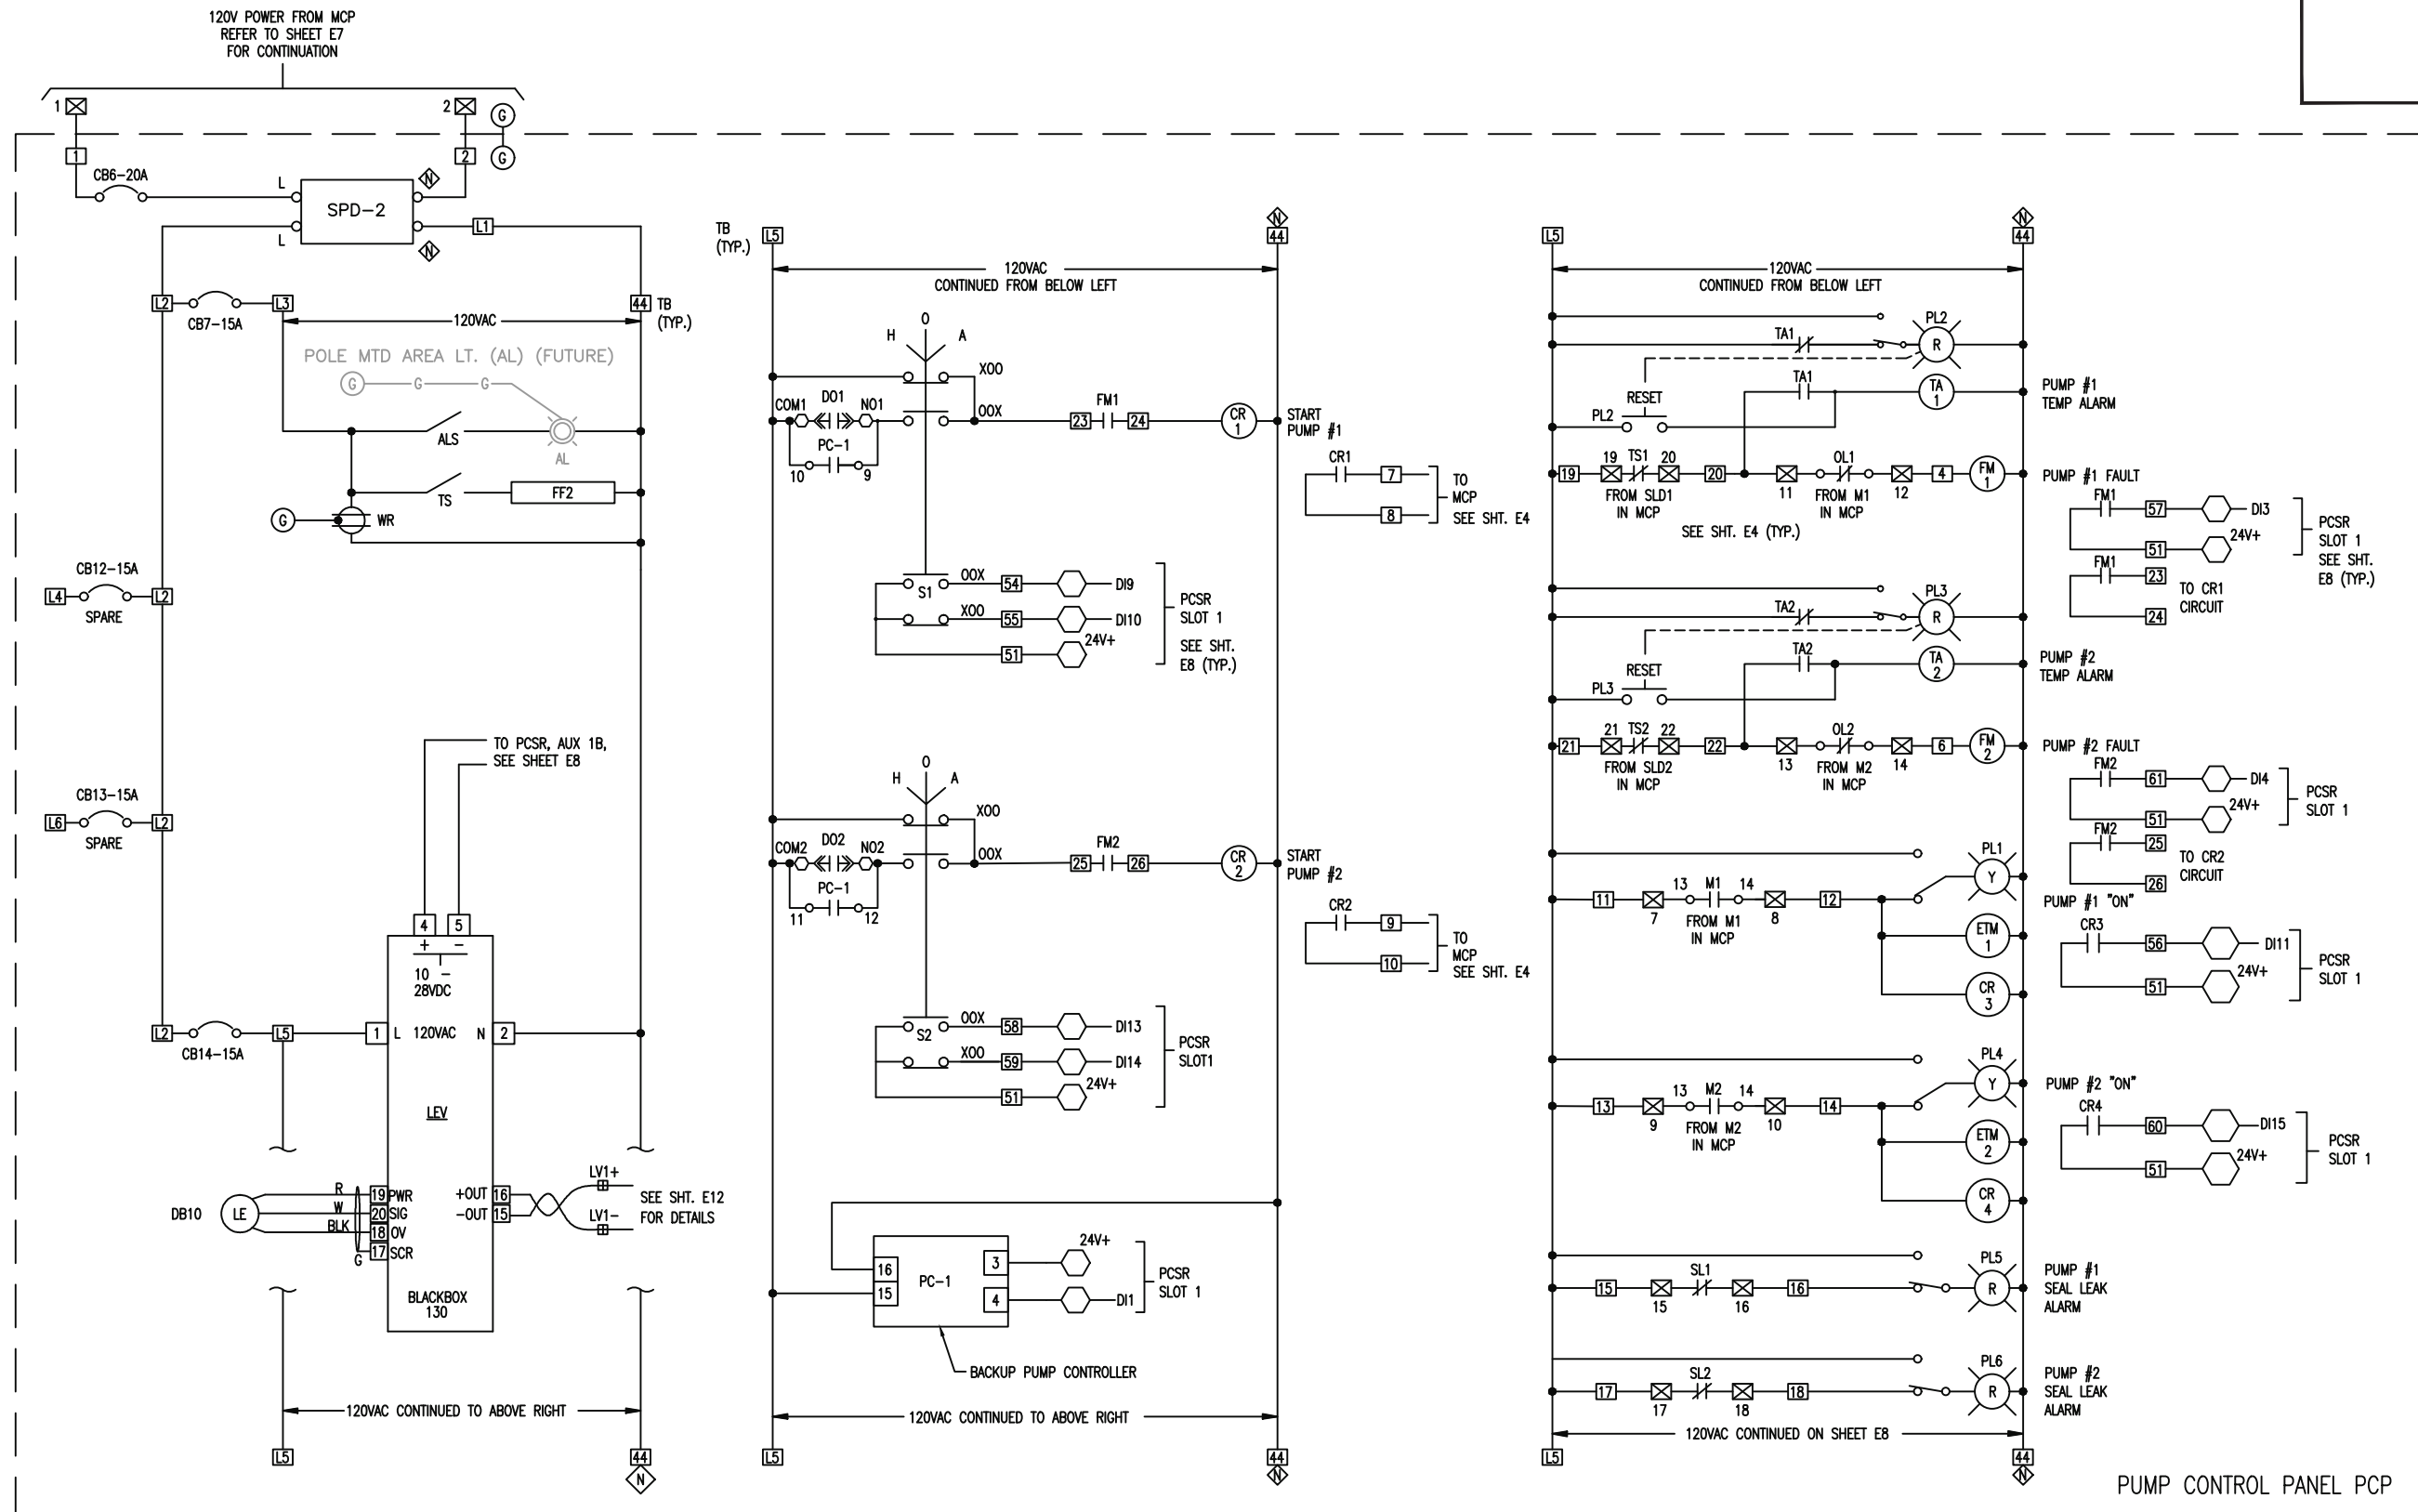 120V POWER FROM MCP
REFER TO SHEET E7
FOR CONTINUATION
1
2
G
1
2
G
CB6-20A
L
SPD-2
N
L1
L
N
L2
CB7-15A
L3
44
TB
(TYP.)
120VAC
POLE MTD AREA LT. (AL) (FUTURE)
G
G
G
ALS
AL
TS
FF2
G
WR
CB12-15A
L4
L2
SPARE
TO PCSR, AUX 1B,
SEE SHEET E8
CB13-15A
L6
L2
SPARE
4
5
+ -
10 -
28VDC
L2
CB14-15A
L5
1
L
120VAC
N
2
LEV
DB10
LE
R
W
BLK
G
19
PWR
20
SIG
18
OV
17
SCR
+OUT
16
-OUT
15
LV1+
LV1-
SEE SHT. E12
FOR DETAILS
BLACKBOX
130
120VAC CONTINUED TO ABOVE RIGHT
L5
44
N
TB
(TYP.)
L5
N
44
120VAC
CONTINUED FROM BELOW LEFT
H
O
A
XOO
COM1
DO1
NO1
OOX
PC-1
10
9
FM1
23
24
CR
1
START
PUMP #1
CR1
7
8
TO
MCP
SEE SHT. E4
S1
OOX
54
DI9
XOO
55
DI10
51
24V+
PCSR
SLOT 1
SEE SHT.
E8 (TYP.)
H
O
A
XOO
COM2
DO2
NO2
OOX
PC-1
11
12
FM2
25
26
CR
2
START
PUMP #2
CR2
9
10
TO
MCP
SEE SHT. E4
S2
OOX
58
DI13
XOO
59
DI14
51
24V+
PCSR
SLOT1
16
15
PC-1
3
4
24V+
DI1
PCSR
SLOT 1
BACKUP PUMP CONTROLLER
120VAC CONTINUED TO ABOVE RIGHT
L5
44
N
L5
N
44
120VAC
CONTINUED FROM BELOW LEFT
PL2
TA1
R
RESET
TA1
TA
1
PUMP #1
TEMP ALARM
PL2
19
19
TS1
20
20
11
OL1
12
4
FM
1
FROM SLD1
IN MCP
FROM M1
IN MCP
SEE SHT. E4 (TYP.)
PUMP #1 FAULT
FM1
57
DI3
51
24V+
PCSR
SLOT 1
SEE SHT.
E8 (TYP.)
FM1
23
24
TO CR1
CIRCUIT
PL3
TA2
R
RESET
TA2
TA
2
PUMP #2
TEMP ALARM
PL3
21
21
TS2
22
22
13
OL2
14
6
FM
2
FROM SLD2
IN MCP
FROM M2
IN MCP
PUMP #2 FAULT
FM2
61
DI4
51
24V+
PCSR
SLOT 1
FM2
25
26
TO CR2
CIRCUIT
PL1
Y
11
7
13
M1
14
8
12
FROM M1
IN MCP
ETM
1
CR
3
PUMP #1 "ON"
CR3
56
DI11
51
24V+
PCSR
SLOT 1
PL4
Y
13
9
13
M2
14
10
14
FROM M2
IN MCP
ETM
2
CR
4
PUMP #2 "ON"
CR4
60
DI15
51
24V+
PCSR
SLOT 1
PL5
R
15
15
SL1
16
16
PUMP #1
SEAL LEAK
ALARM
PL6
R
17
17
SL2
18
18
PUMP #2
SEAL LEAK
ALARM
120VAC CONTINUED ON SHEET E8
L5
44
N
PUMP CONTROL PANEL PCP